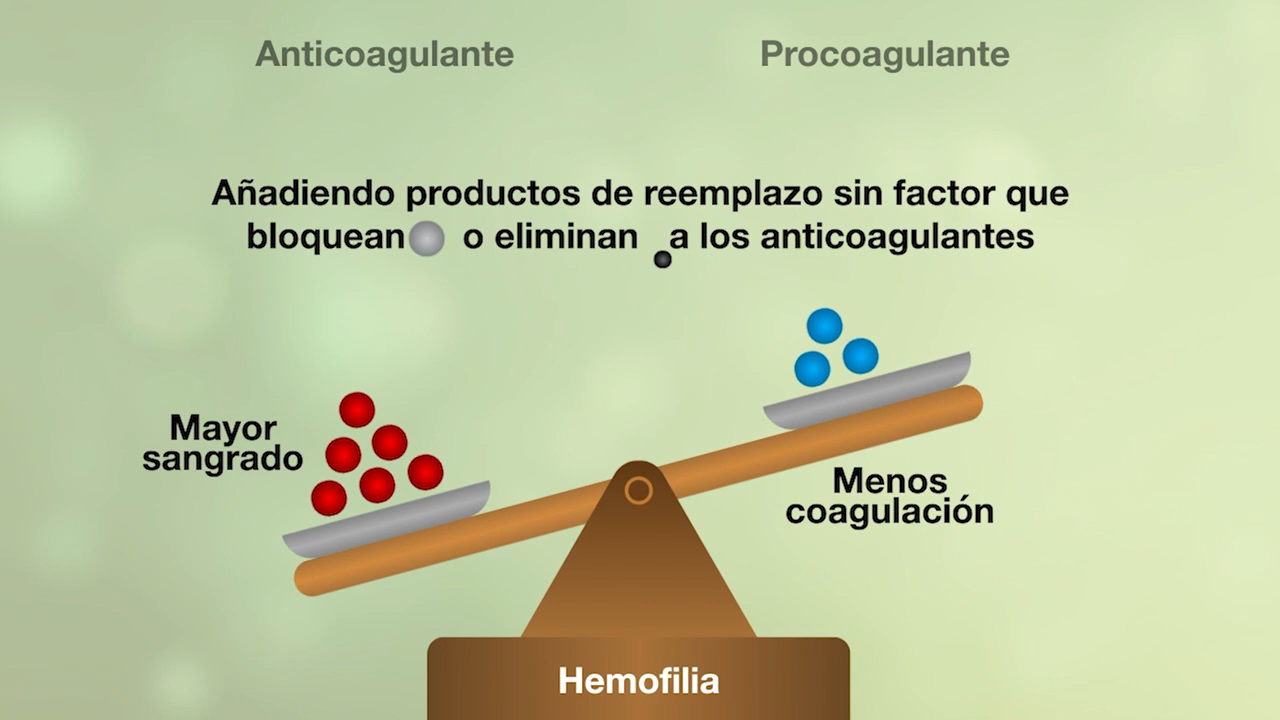 Anticoagulante
Procoagulante
Añadiendo productos de reemplazo sin factor que
bloquean o eliminan a los anticoagulantes
Mayor
sangrado
Menos
coagulación
Hemofilia